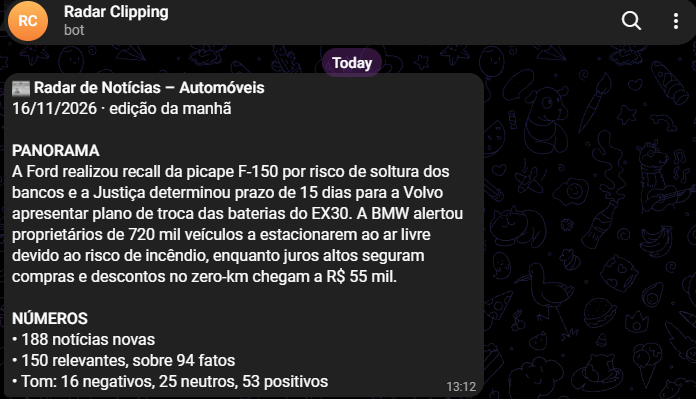 RC
Radar Clipping
bot
Today
Radar de Notícias – Automóveis
16/11/2026 · edição da manhã
PANORAMA
A Ford realizou recall da picape F-150 por risco de soltura dos
bancos e a Justiça determinou prazo de 15 dias para a Volvo
apresentar plano de troca das baterias do EX30. A BMW alertou
proprietários de 720 mil veículos a estacionarem ao ar livre
devido ao risco de incêndio, enquanto juros altos seguram
compras e descontos no zero-km chegam a R$ 55 mil.
NÚMEROS
• 188 notícias novas
• 150 relevantes, sobre 94 fatos
• Tom: 16 negativos, 25 neutros, 53 positivos
13:12